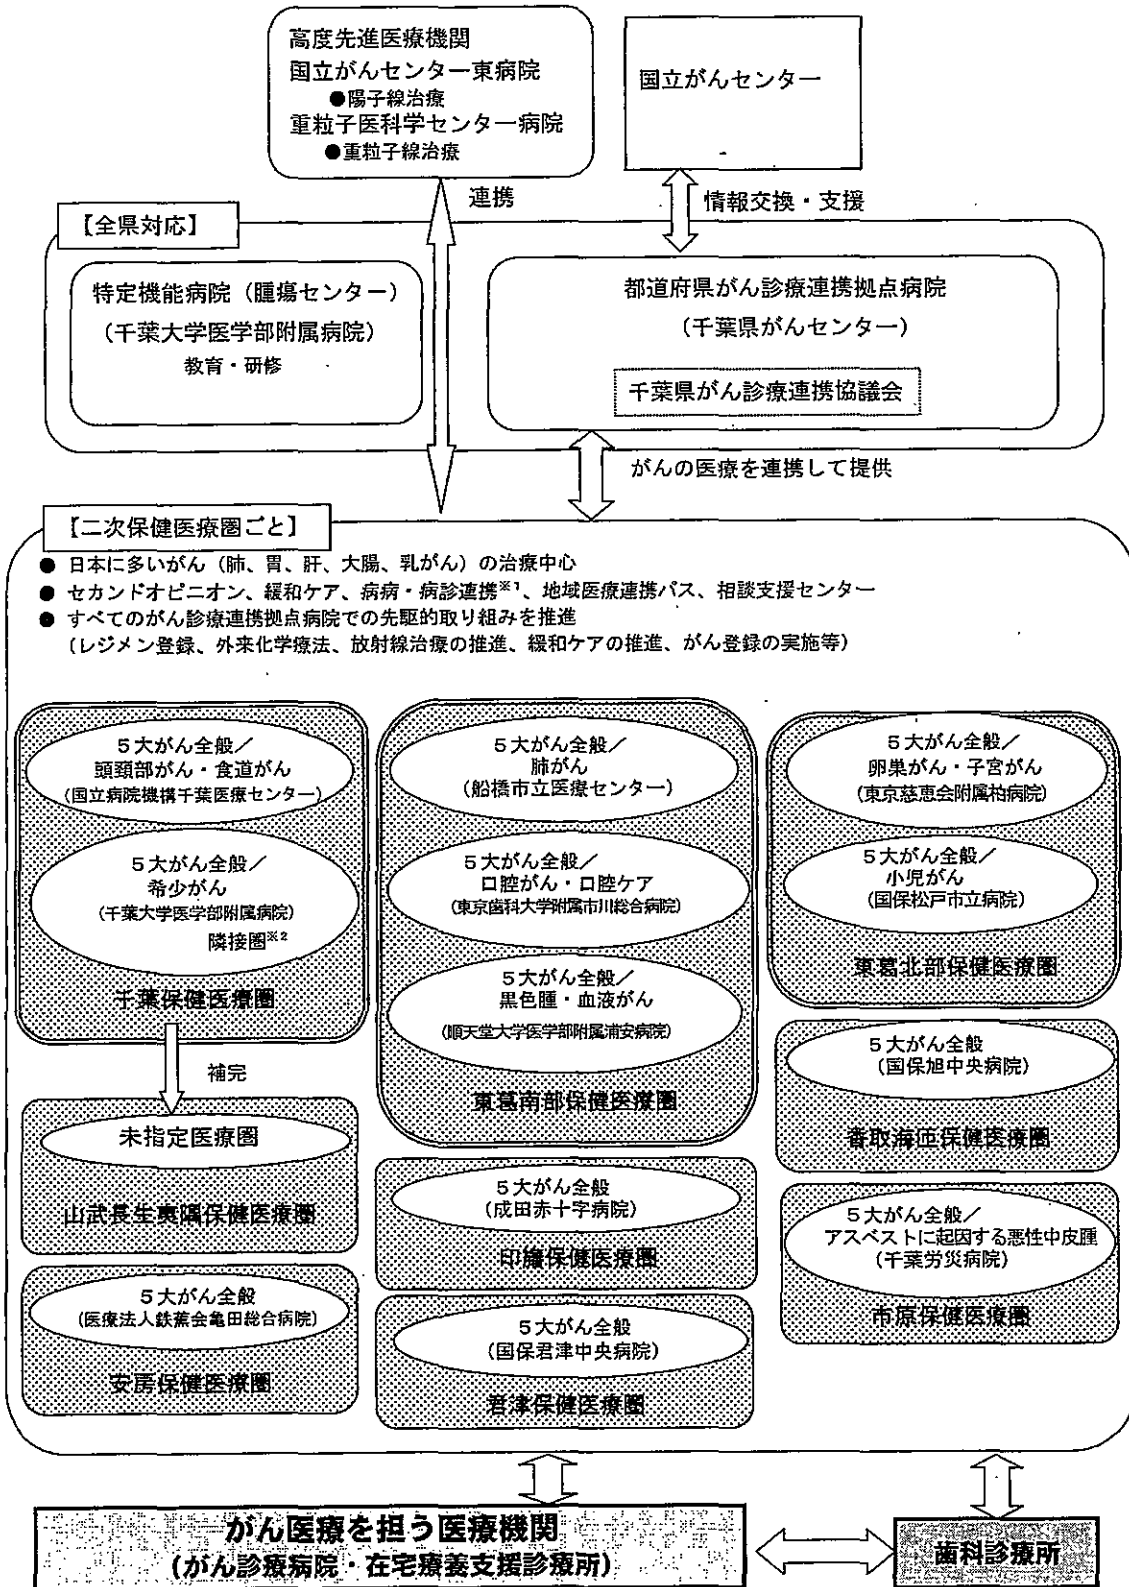 高度先進医療機関
国立がんセンター東病院
●陽子線治療
重粒子医科学センター病院
●重粒子線治療
国立がんセンター
連携
情報交換・支援
【全県対応】
特定機能病院（腫瘍センター）
（千葉大学医学部附属病院）
教育・研修
都道府県がん診療連携拠点病院
（千葉県がんセンター）
千葉県がん診療連携協議会
がんの医療を連携して提供
【二次保健医療圏ごと】
● 日本に多いがん（肺、胃、肝、大腸、乳がん）の治療中心
● セカンドオピニオン、緩和ケア、病病・病診連携※1、地域医療連携パス、相談支援センター
● すべてのがん診療連携拠点病院での先駆的取り組みを推進
（レジメン登録、外来化学療法、放射線治療の推進、緩和ケアの推進、がん登録の実施等）
５大がん全般／
頭頚部がん・食道がん
（国立病院機構千葉医療センター）
５大がん全般／
希少がん
（千葉大学医学部附属病院）
隣接圏※2
千葉保健医療圏
補完
未指定医療圏
山武長生夷隅保健医療圏
５大がん全般
（医療法人鉄蕉会亀田総合病院）
安房保健医療圏
５大がん全般／
肺がん
（船橋市立医療センター）
５大がん全般／
口腔がん・口腔ケア
（東京歯科大学附属市川総合病院）
５大がん全般／
黒色腫・血液がん
（順天堂大学医学部附属浦安病院）
東葛南部保健医療圏
５大がん全般
（成田赤十字病院）
印旛保健医療圏
５大がん全般
（国保君津中央病院）
君津保健医療圏
５大がん全般／
卵巣がん・子宮がん
（東京慈恵会附属柏病院）
５大がん全般／
小児がん
（国保松戸市立病院）
東葛北部保健医療圏
５大がん全般
（国保旭中央病院）
香取海匝保健医療圏
５大がん全般／
アスベストに起因する悪性中皮腫
（千葉労災病院）
市原保健医療圏
がん医療を担う医療機関
（がん診療病院・在宅療養支援診療所）
歯科診療所